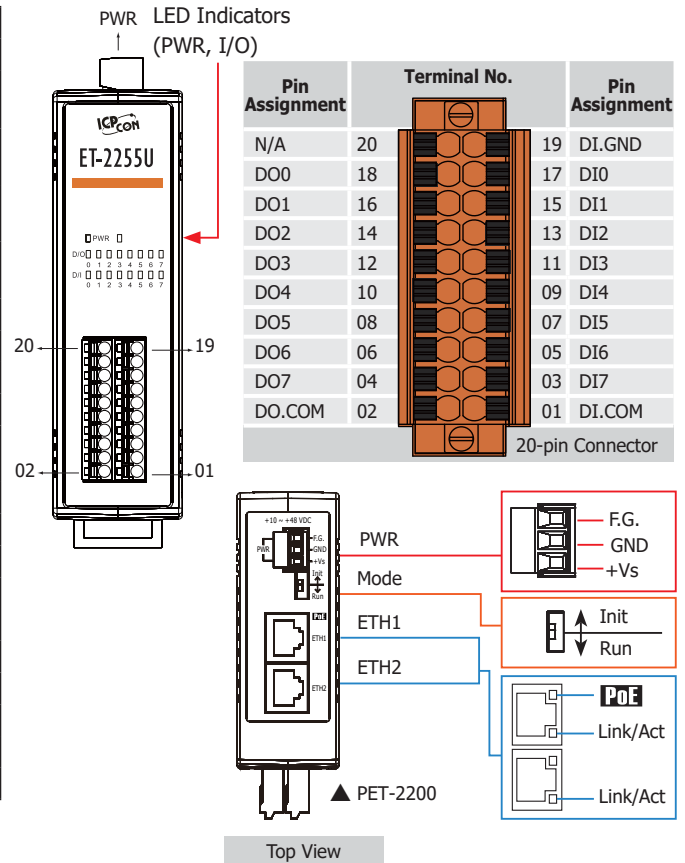 PWR
LED Indicators
(PWR, I/O)
ICP CON
ET-2255U
PWR
D/O
0 1 2 3 4 5 6 7
D/I
0 1 2 3 4 5 6 7
20
19
02
01
Pin Assignment Terminal No. Pin Assignment
N/A 20 19 DI.GND
DO0 18 17 DI0
DO1 16 15 DI1
DO2 14 13 DI2
DO3 12 11 DI3
DO4 10 09 DI4
DO5 08 07 DI5
DO6 06 05 DI6
DO7 04 03 DI7
DO.COM 02 01 DI.COM
20-pin Connector
+10 ~ +48 VDC
PWR
F.G.
GND
+Vs
Init
Run
PoE
ETH1
ETH2
PWR
Mode
ETH1
ETH2
F.G.
GND
+Vs
Init
Run
PoE
Link/Act
Link/Act
▲ PET-2200
Top View